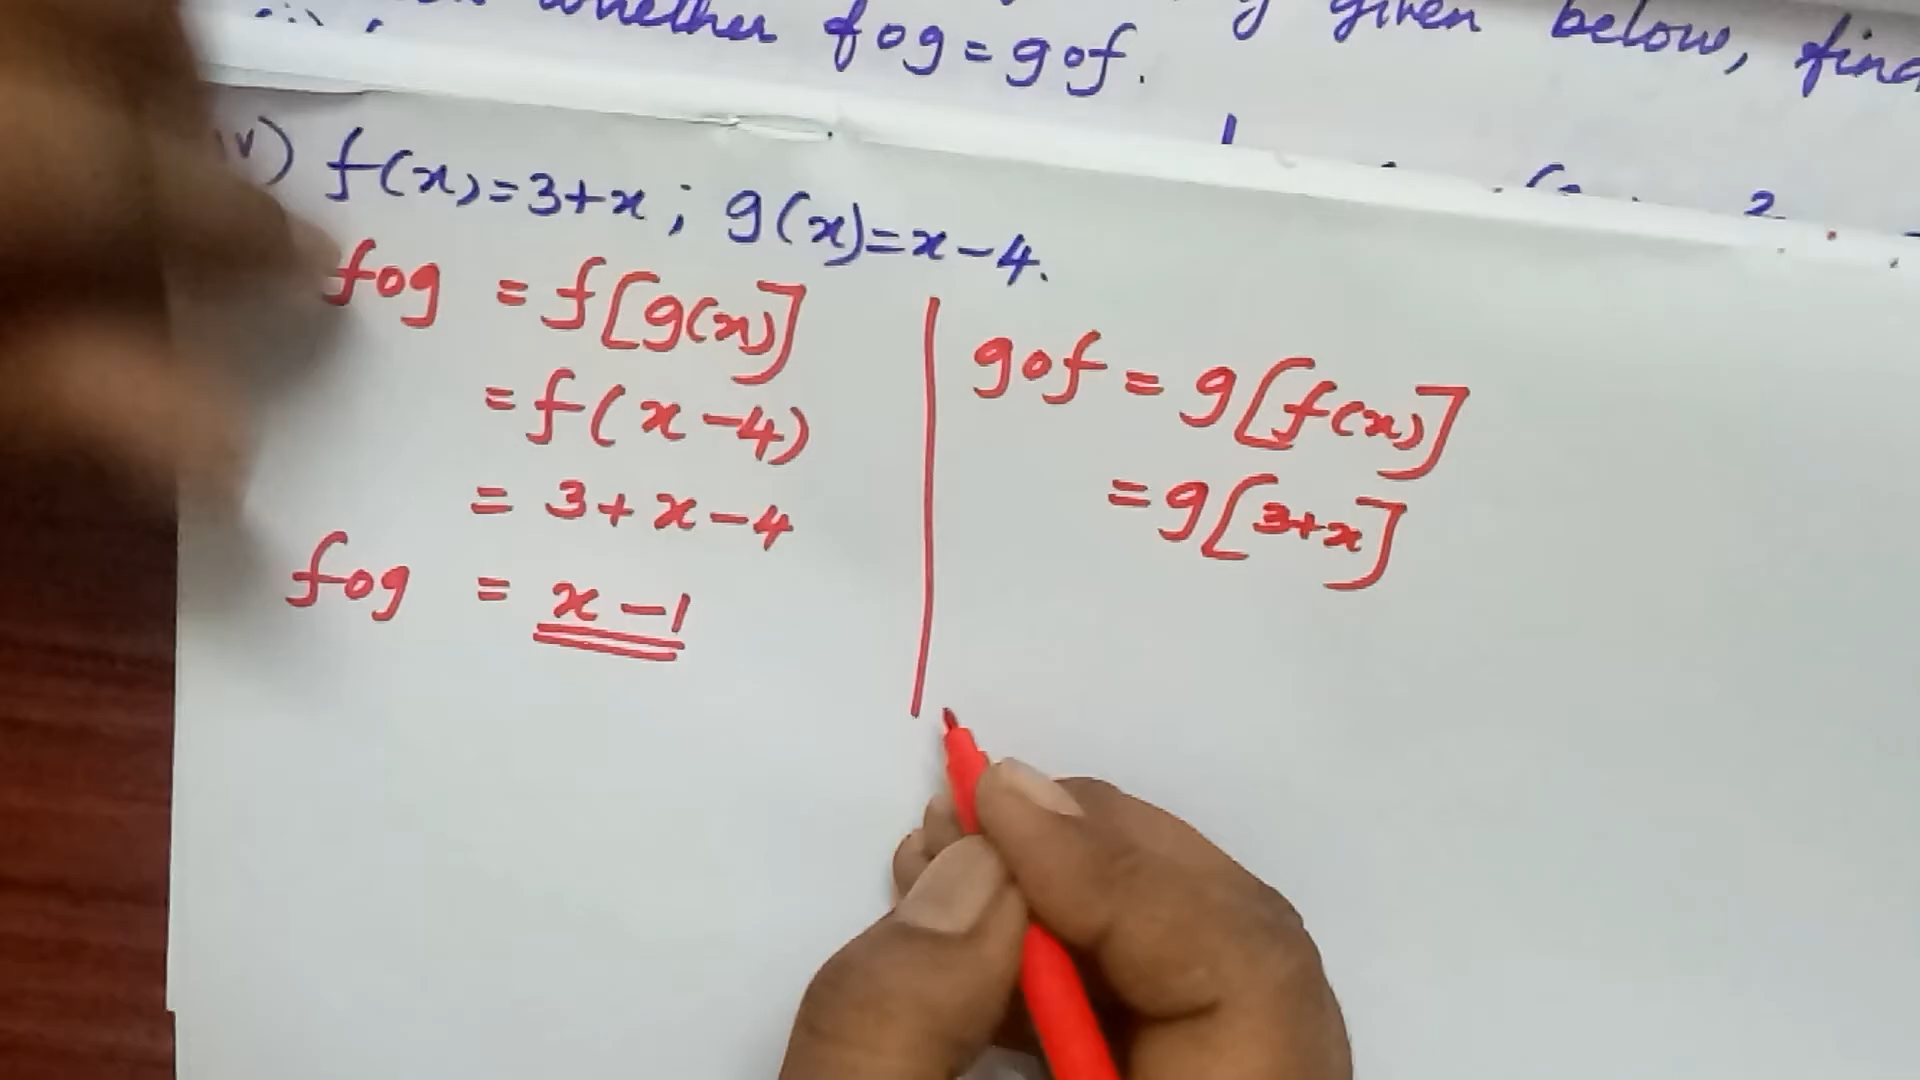 given below, find
whether fog = gof.
v) f(x)=3+x ; g(x)=x-4.
fog = f[g(x)]
= f(x-4)
= 3+x-4
fog = x-1
gof = g[f(x)]
= g[3+x]